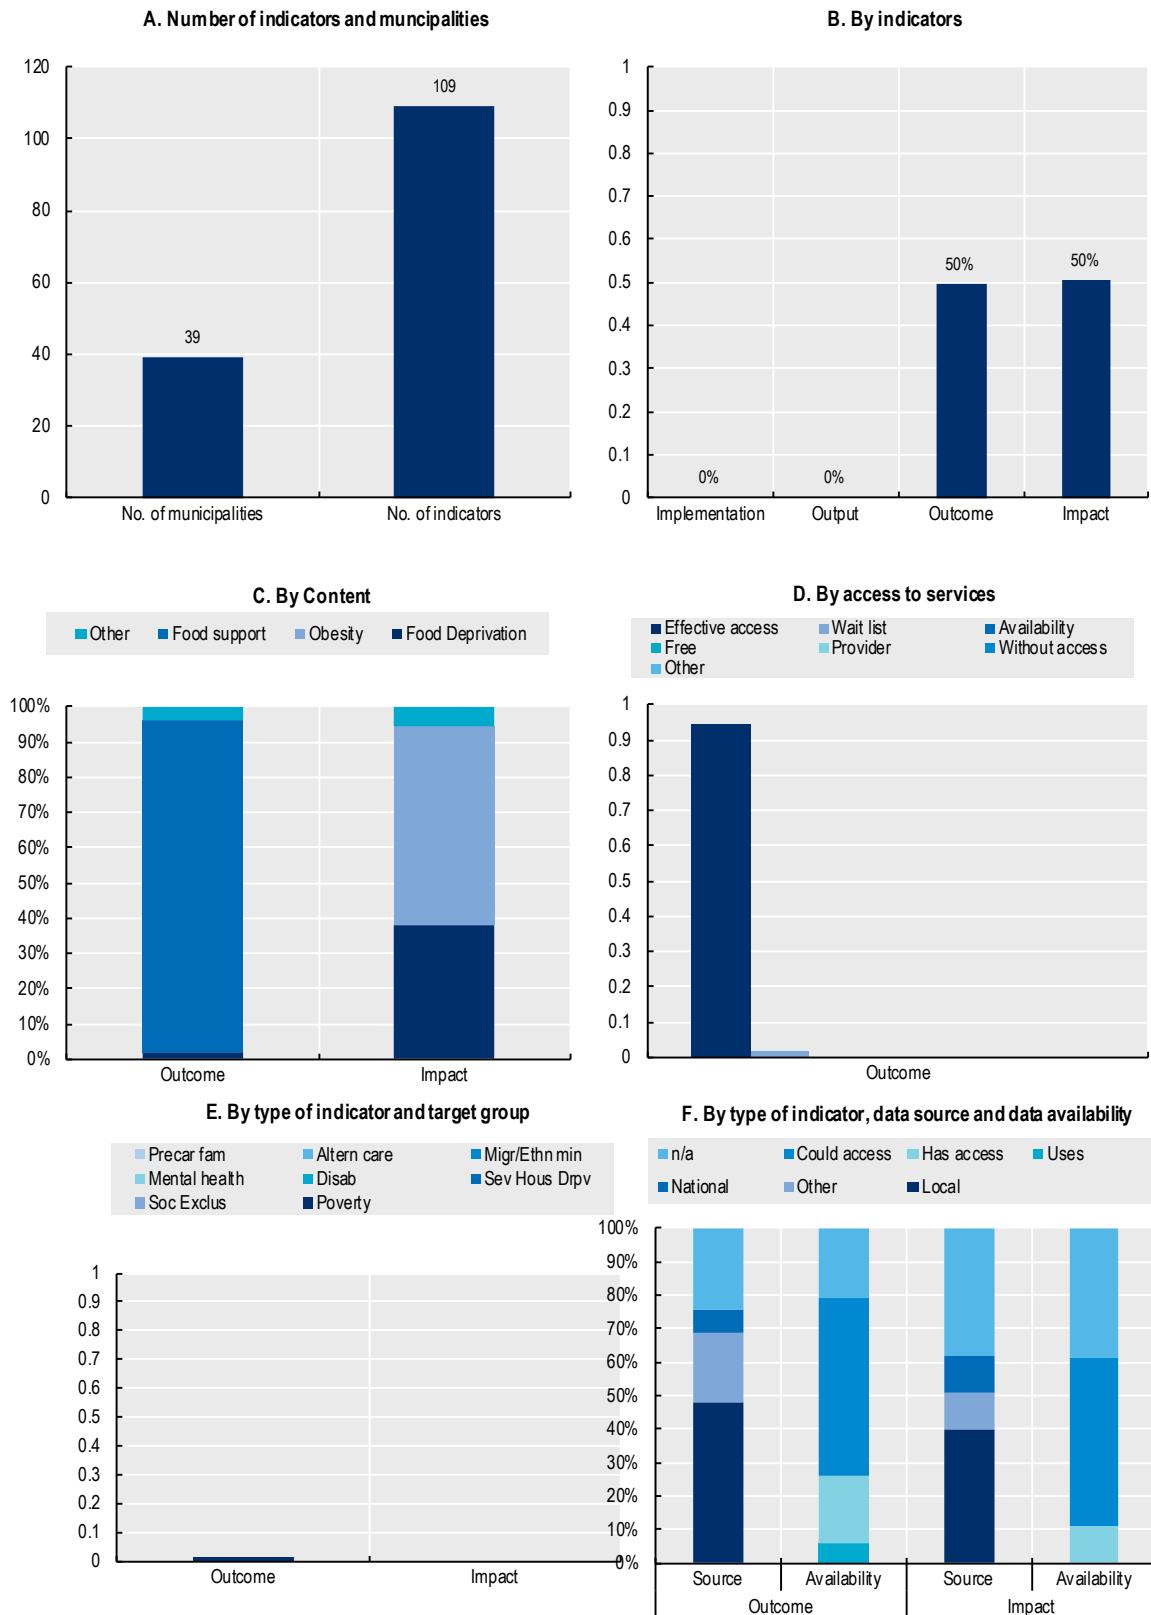 A. Number of indicators and muncipalities
120
100
80
60
40
20
0
39
109
No. of municipalities
No. of indicators
B. By indicators
1
0.9
0.8
0.7
0.6
0.5
0.4
0.3
0.2
0.1
0
0%
0%
50%
50%
Implementation
Output
Outcome
Impact
C. By Content
Other
Food support
Obesity
Food Deprivation
100%
90%
80%
70%
60%
50%
40%
30%
20%
10%
0%
Outcome
Impact
D. By access to services
Effective access
Wait list
Availability
Free
Provider
Without access
Other
1
0.9
0.8
0.7
0.6
0.5
0.4
0.3
0.2
0.1
0
Outcome
E. By type of indicator and target group
Precar fam
Altern care
Migr/Ethn min
Mental health
Disab
Sev Hous Drpv
Soc Exclus
Poverty
1
0.9
0.8
0.7
0.6
0.5
0.4
0.3
0.2
0.1
0
Outcome
Impact
F. By type of indicator, data source and data availability
n/a
Could access
Has access
Uses
National
Other
Local
100%
90%
80%
70%
60%
50%
40%
30%
20%
10%
0%
Source
Availability
Source
Availability
Outcome
Impact